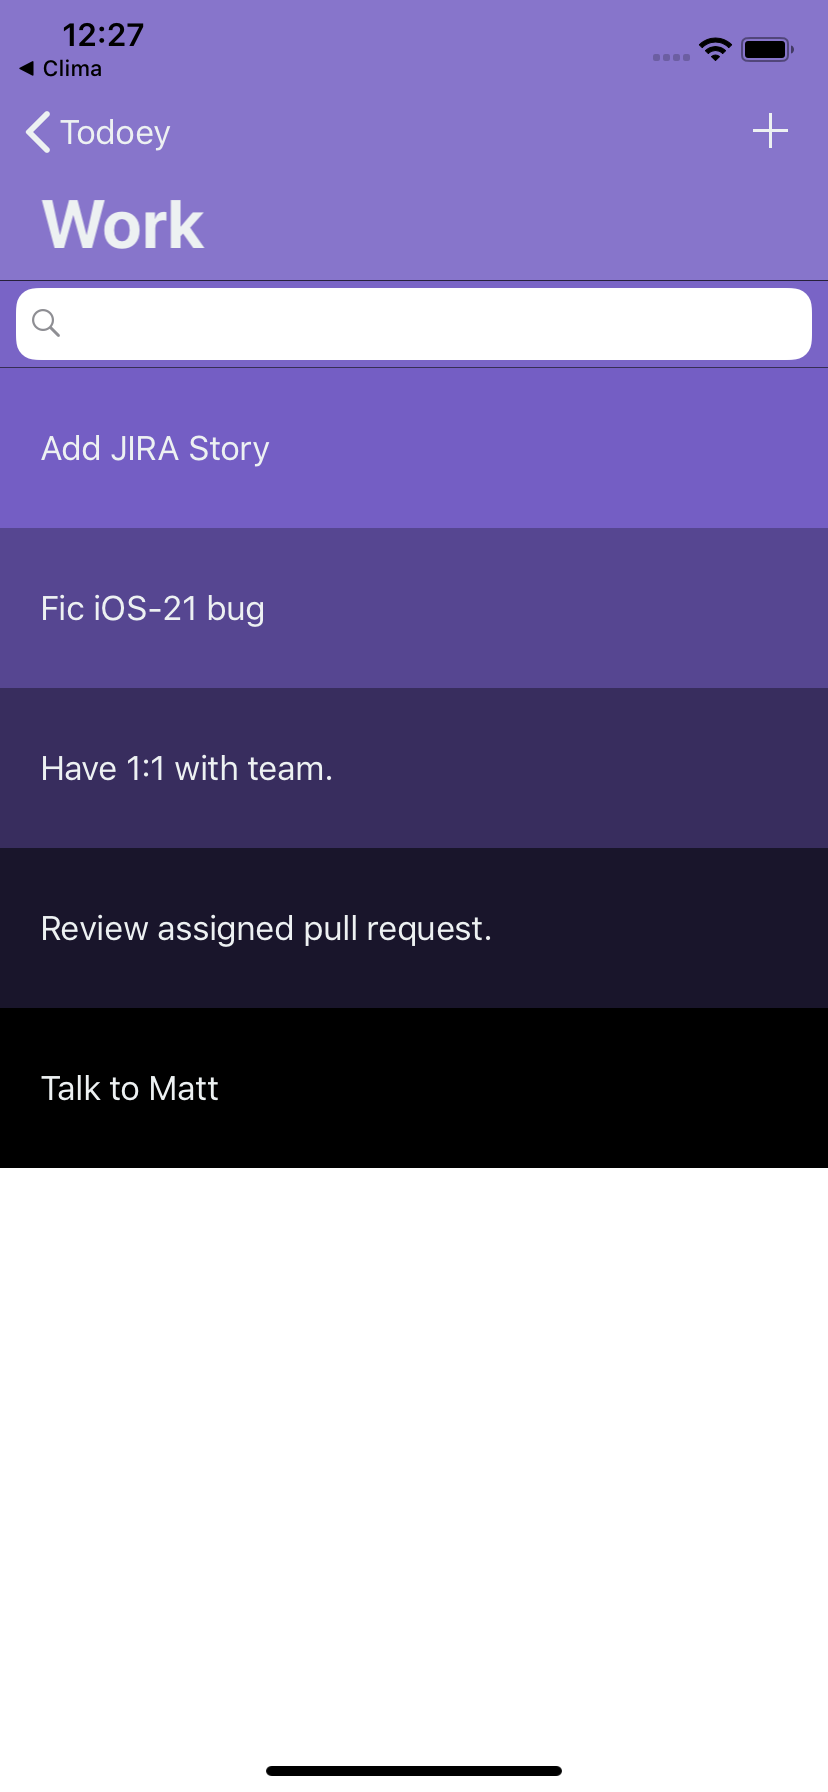 12:27
◀ Clima
Todoey
Work
Add JIRA Story
Fic iOS-21 bug
Have 1:1 with team.
Review assigned pull request.
Talk to Matt